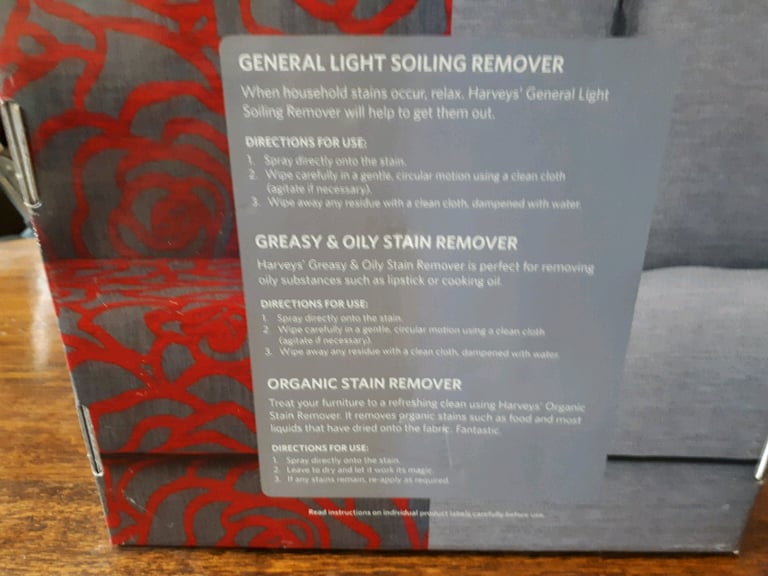 GENERAL LIGHT SOILING REMOVER
When household stains occur, relax. Harveys' General Light
Soiling Remover will help to get them out.
DIRECTIONS FOR USE:
1. Spray directly onto the stain.
2. Wipe carefully in a gentle, circular motion using a clean cloth
(agitate if necessary).
3. Wipe away any residue with a clean cloth, dampened with water.
GREASY & OILY STAIN REMOVER
Harveys' Greasy & Oily Stain Remover is perfect for removing
oily substances such as lipstick or cooking oil.
DIRECTIONS FOR USE:
1. Spray directly onto the stain.
2. Wipe carefully in a gentle, circular motion using a clean cloth
(agitate if necessary).
3. Wipe away any residue with a clean cloth, dampened with water.
ORGANIC STAIN REMOVER
Treat your furniture to a refreshing clean using Harveys' Organic
Stain Remover. It removes organic stains such as food and most
liquids that have dried onto the fabric. Fantastic.
DIRECTIONS FOR USE:
1. Spray directly onto the stain.
2. Leave to dry and let it work its magic.
3. If any stains remain, re-apply as required.
Read instructions on individual product labels carefully before use.